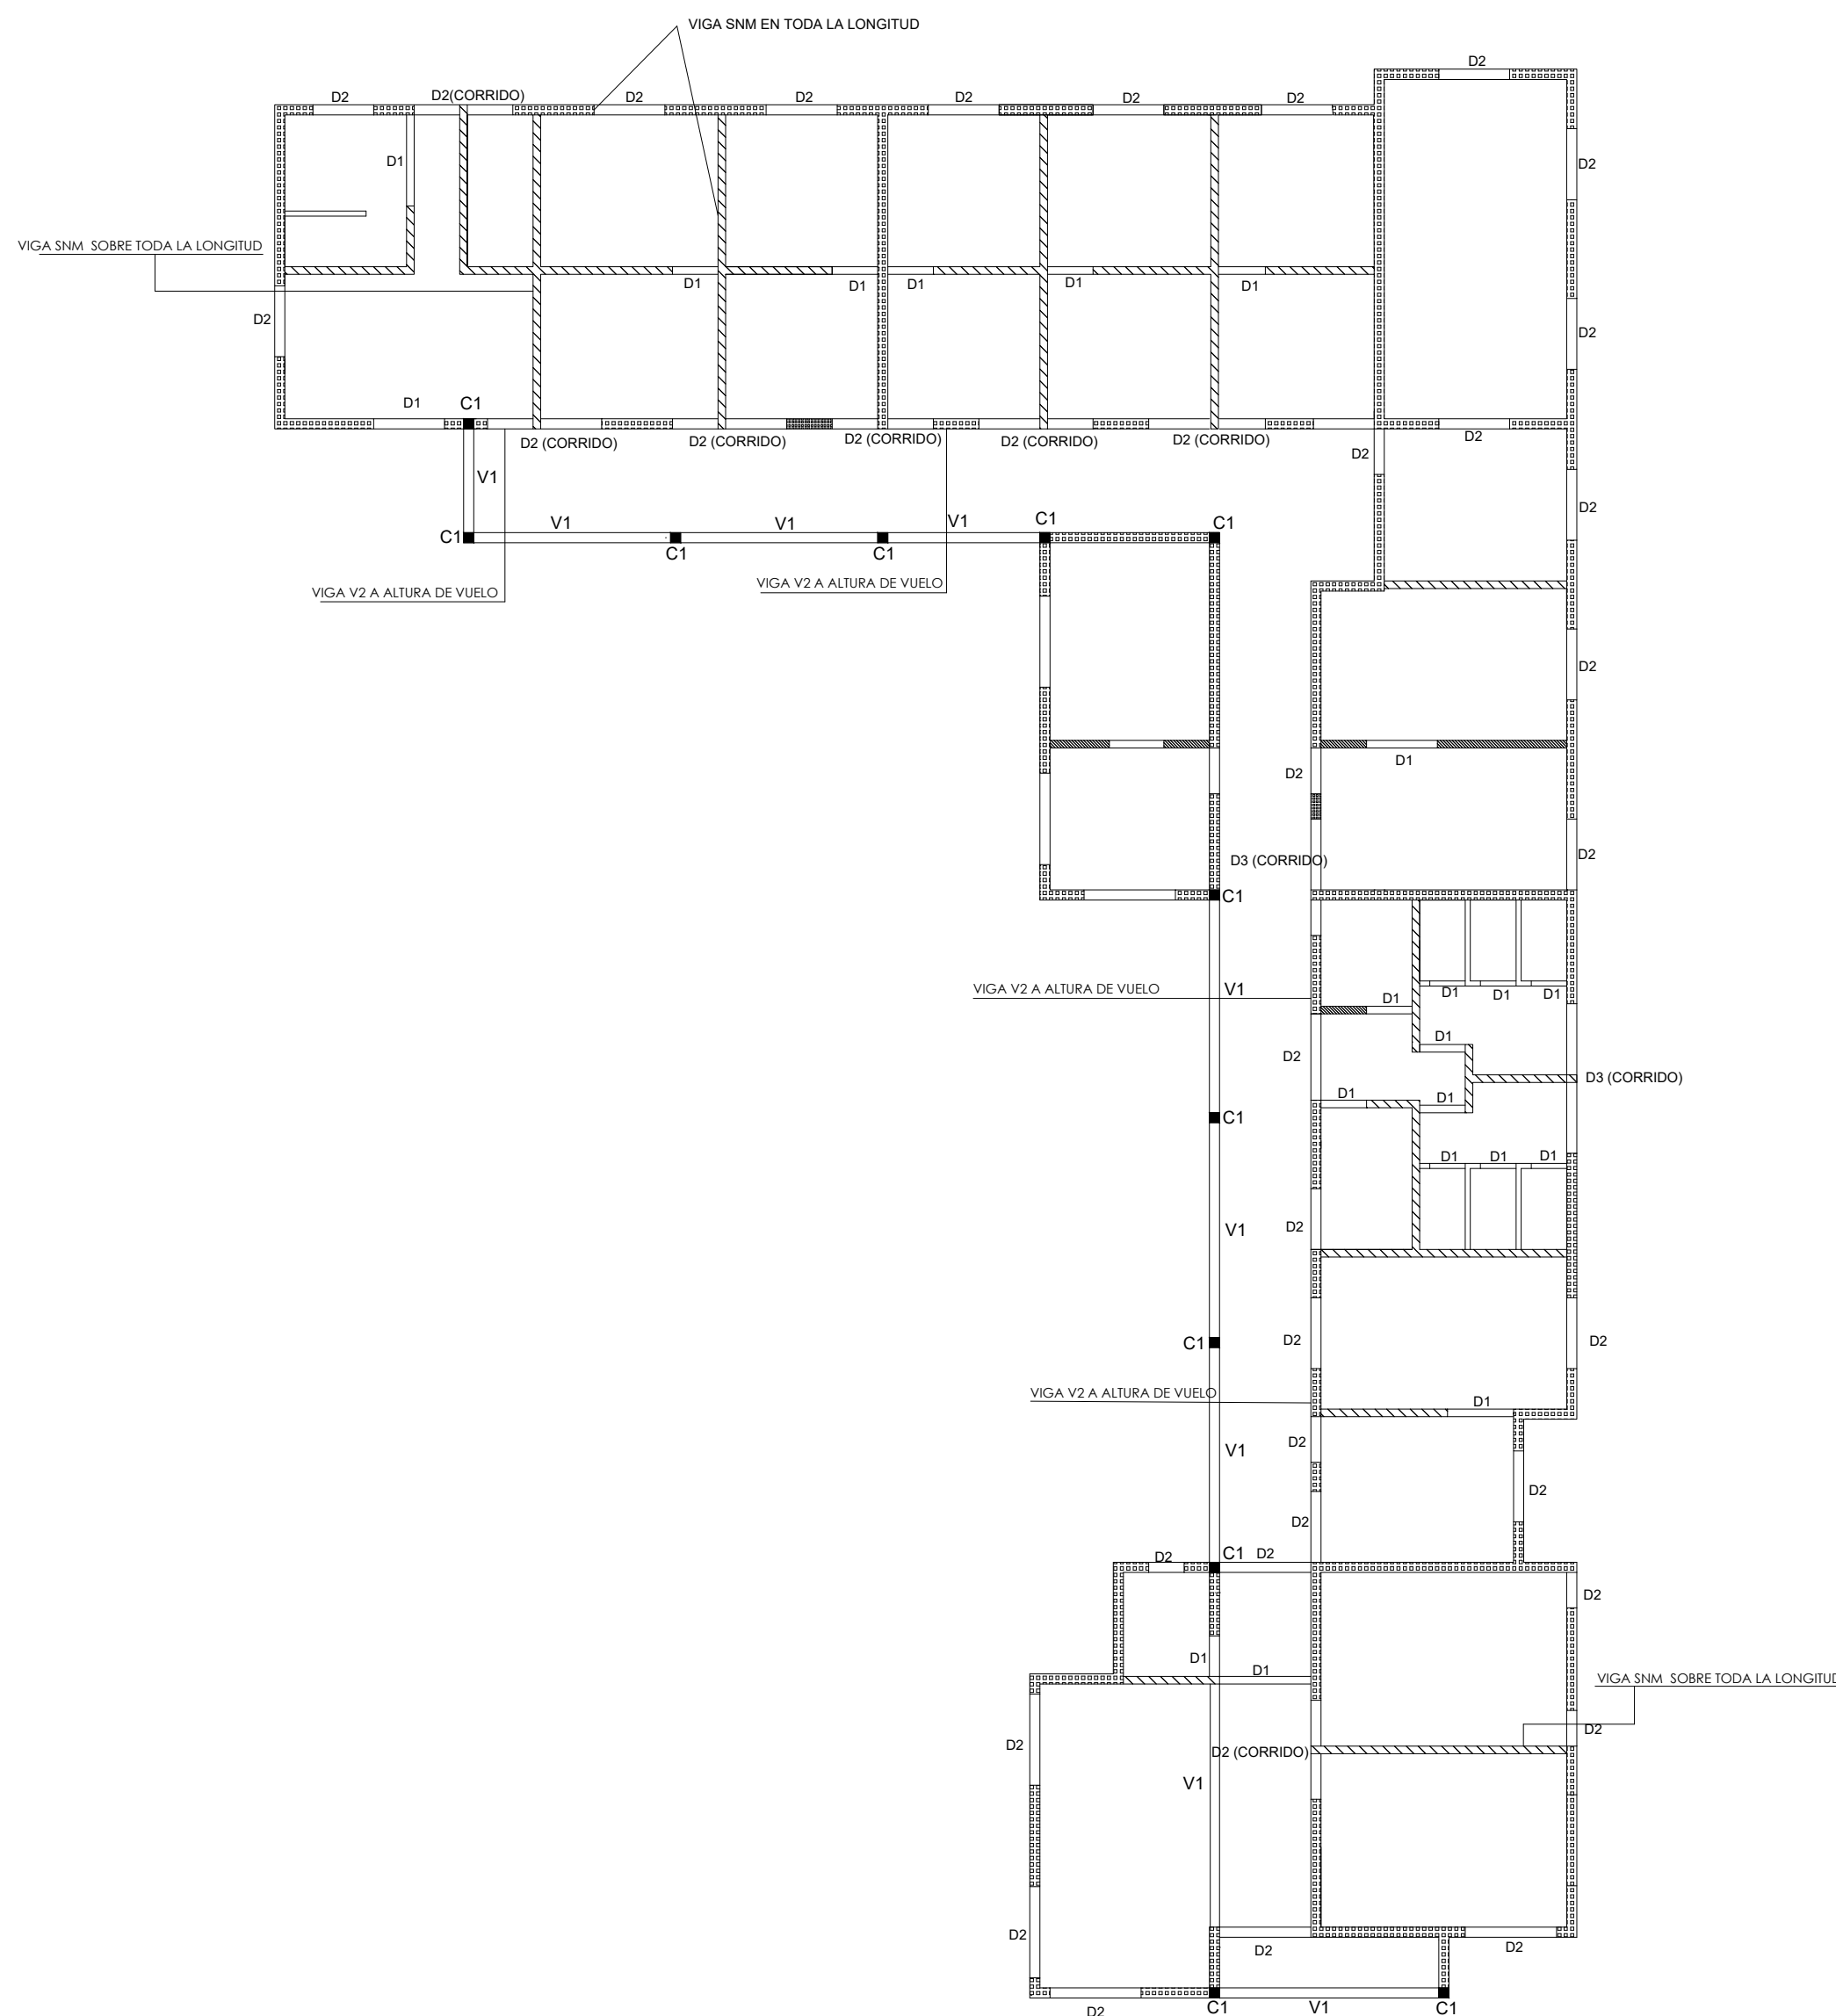 VIGA SNM EN TODA LA LONGITUD
D2
D2
D2(CORRIDO)
D2
D2
D2
D2
D2
D1
D2
VIGA SNM  SOBRE TODA LA LONGITUD
D1
D1
D1
D1
D1
D2
D2
D1
C1
D2 (CORRIDO)
D2 (CORRIDO)
D2 (CORRIDO)
D2 (CORRIDO)
D2 (CORRIDO)
D2
D2
V1
D2
V1
V1
V1
C1
C1
C1
C1
C1
VIGA V2 A ALTURA DE VUELO
VIGA V2 A ALTURA DE VUELO
D2
D1
D2
D3 (CORRIDO)
D2
C1
VIGA V2 A ALTURA DE VUELO
V1
D1
D1
D1
D1
D1
D2
D3 (CORRIDO)
D1
D1
C1
D1
D1
D1
V1
D2
C1
D2
D2
VIGA V2 A ALTURA DE VUELO
D1
V1
D2
D2
D2
D2
C1
D2
D2
D1
D1
VIGA SNM  SOBRE TODA LA LONGITUD
D2
D2
D2 (CORRIDO)
V1
D2
D2
D2
D2
C1
V1
C1